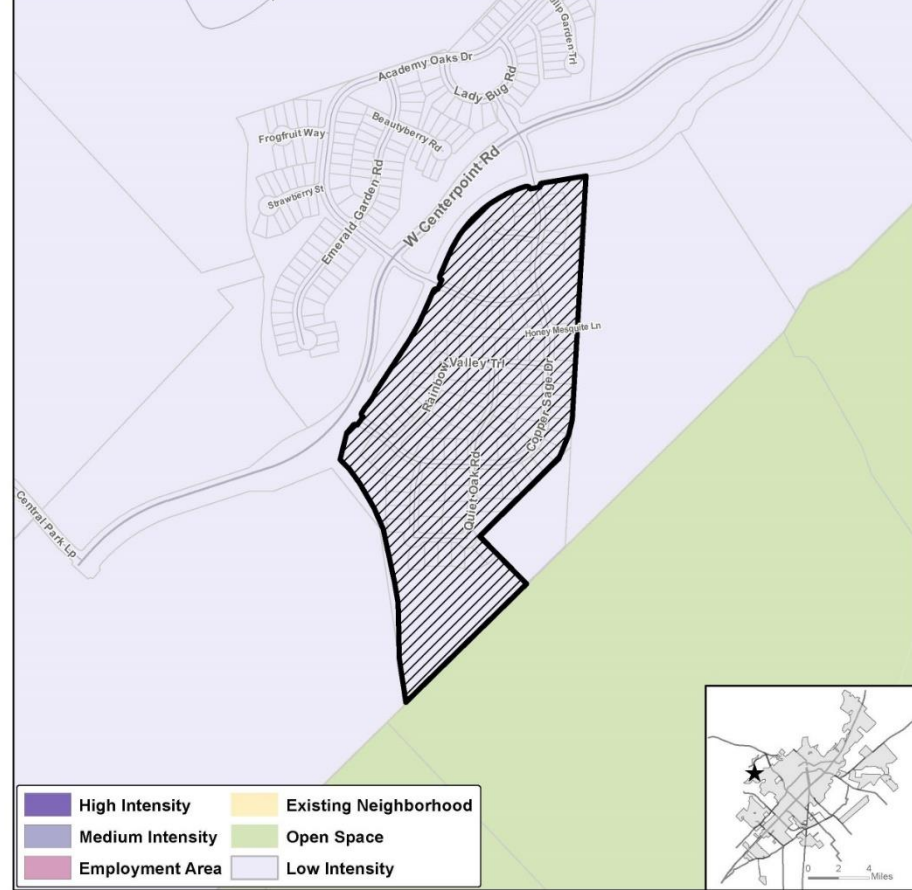 Garden Trl
Academy Oaks Dr
Lady Bug Rd
Beautyberry Rd
Frogfruit Way
W Centerpoint Rd
Strawberry St
Emerald Garden Rd
Honey Mesquite Ln
Rainbow
Valley Trl
Copper Sage Dr
Quiet Oak Rd
Central Park Lp
High Intensity
Medium Intensity
Employment Area
Existing Neighborhood
Open Space
Low Intensity
0 2 4
Miles